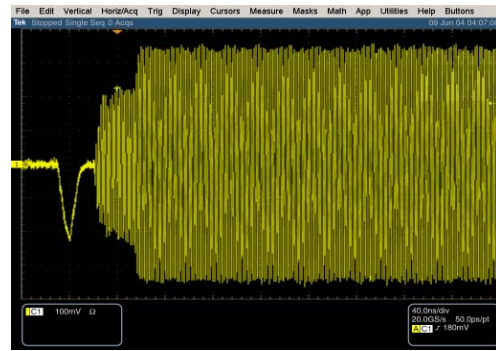 File Edit Vertical Horiz/Acq Trig Display Cursors Measure Masks Math App Utilities Help Buttons
Tek Stopped Single Seq 0 Acqs 09 Jun 04 04:07:0
1
C1 100mV Ω
40.0ns/div
20.0GS/s 50.0ps/pt
A C1 180mV